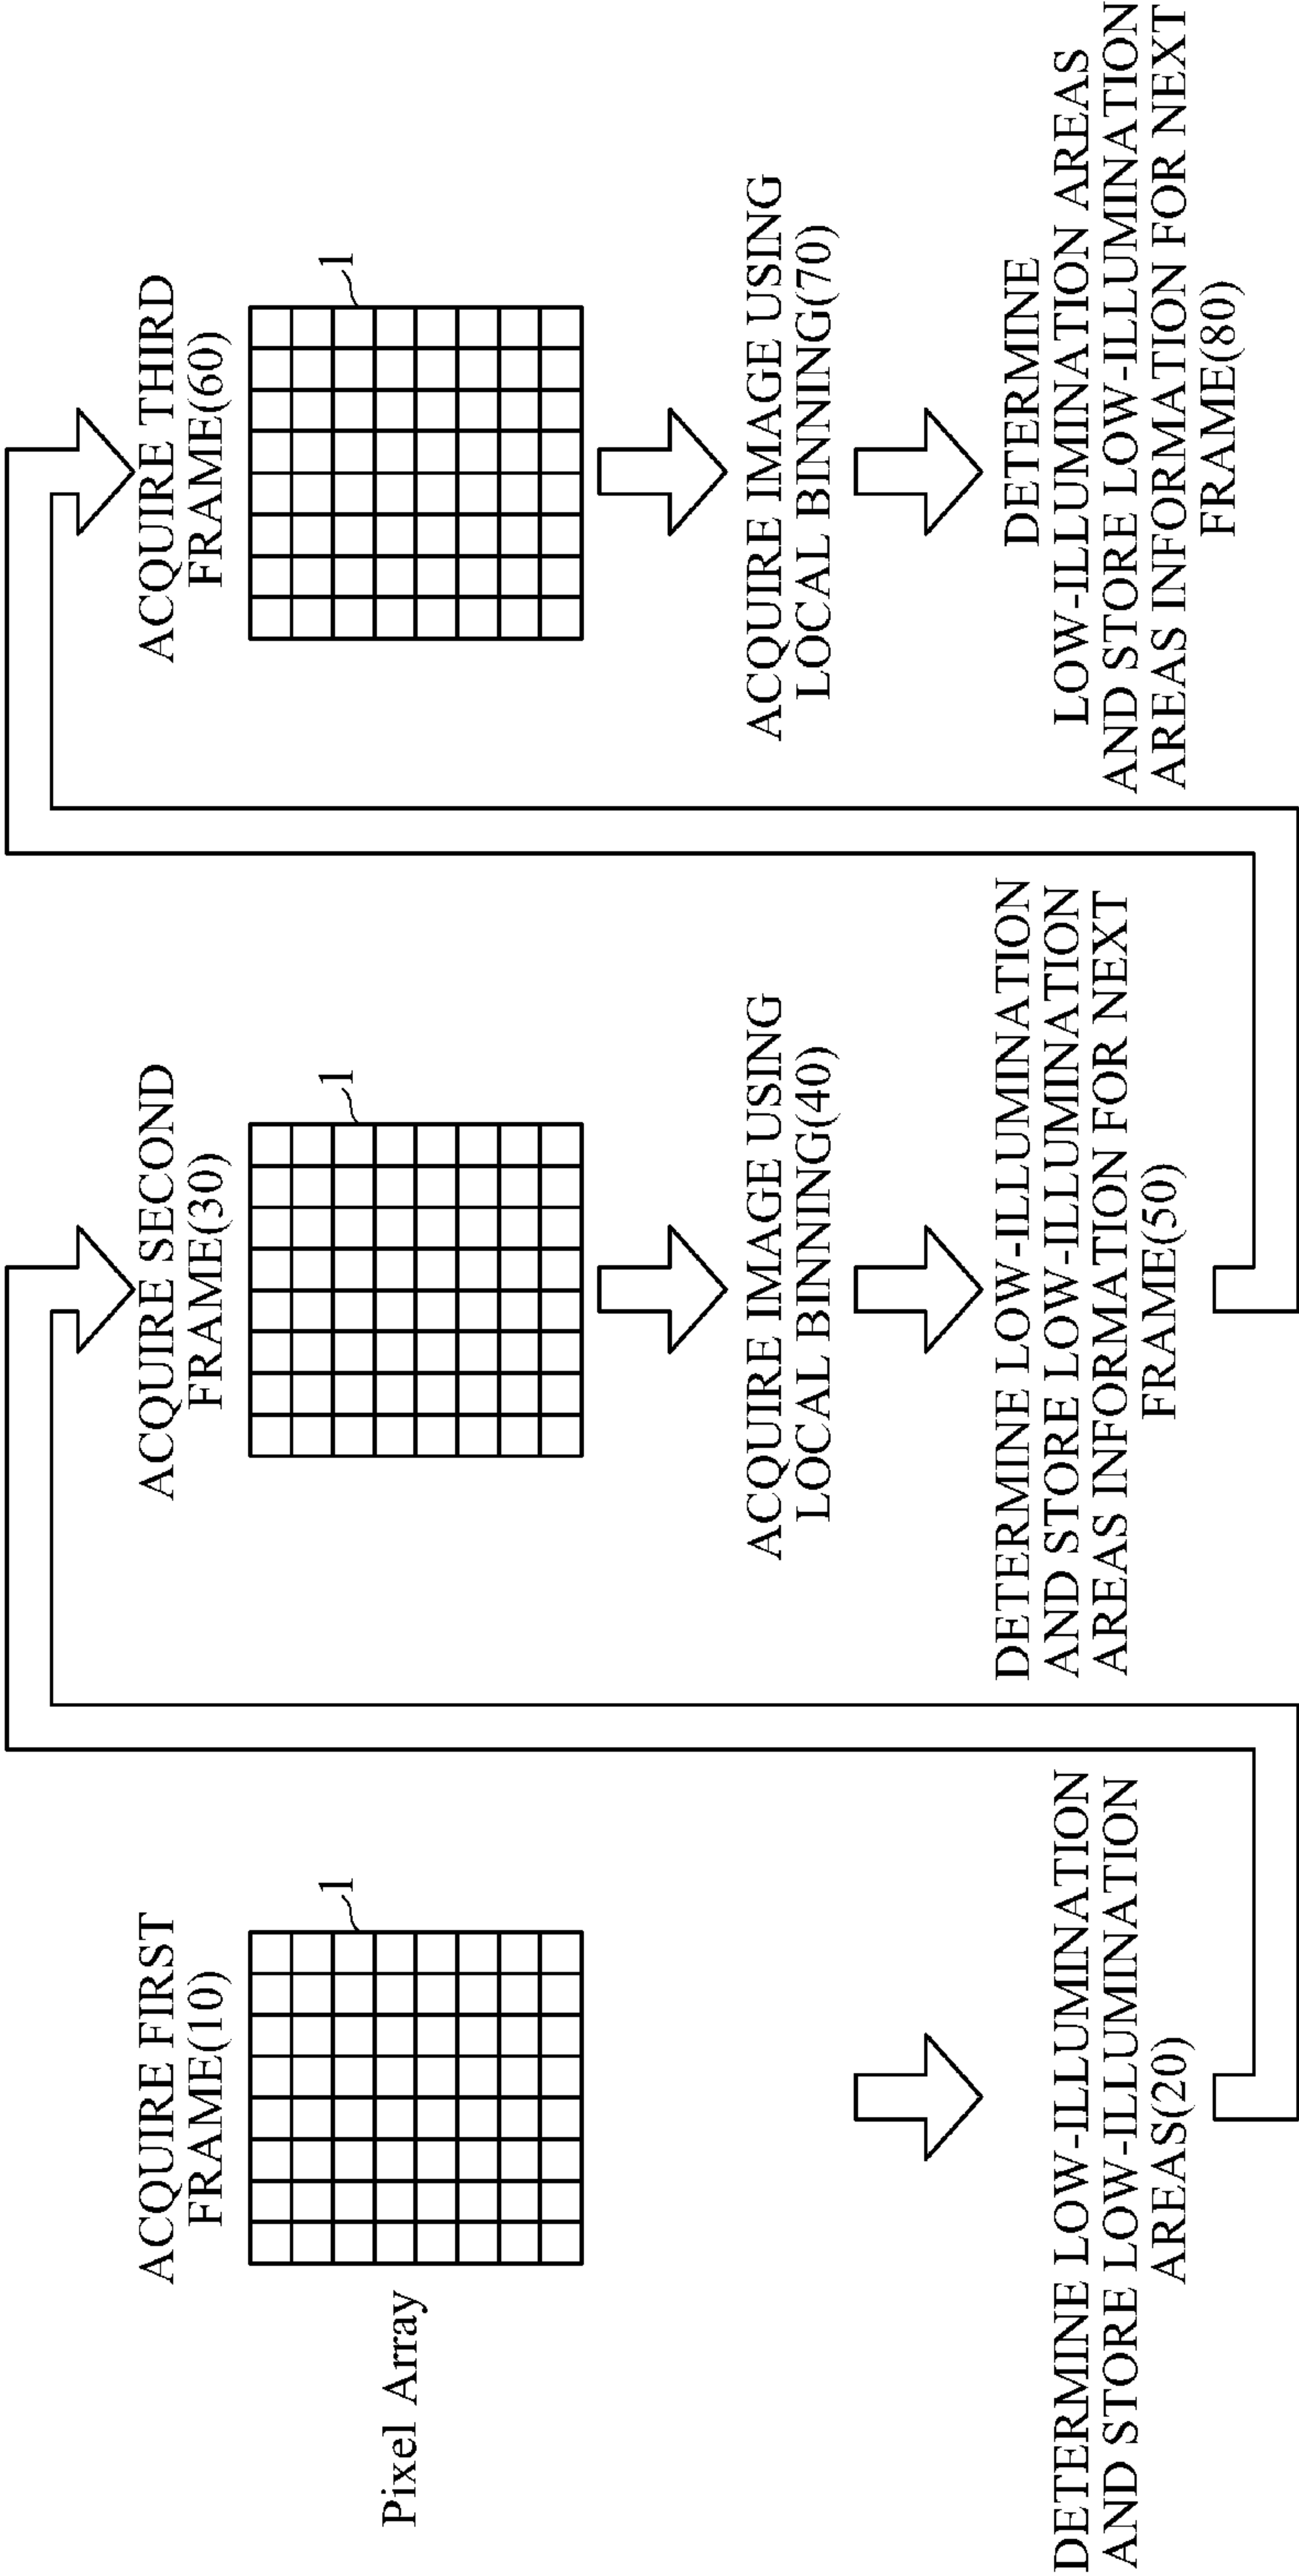 ACQUIRE FIRST
FRAME(10)
1
Pixel Array
DETERMINE LOW-ILLUMINATION
AND STORE LOW-ILLUMINATION
AREAS(20)
ACQUIRE SECOND
FRAME(30)
1
ACQUIRE IMAGE USING
LOCAL BINNING(40)
DETERMINE LOW-ILLUMINATION
AND STORE LOW-ILLUMINATION
AREAS INFORMATION FOR NEXT
FRAME(50)
ACQUIRE THIRD
FRAME(60)
1
ACQUIRE IMAGE USING
LOCAL BINNING(70)
DETERMINE
LOW-ILLUMINATION AREAS
AND STORE LOW-ILLUMINATION
AREAS INFORMATION FOR NEXT
FRAME(80)